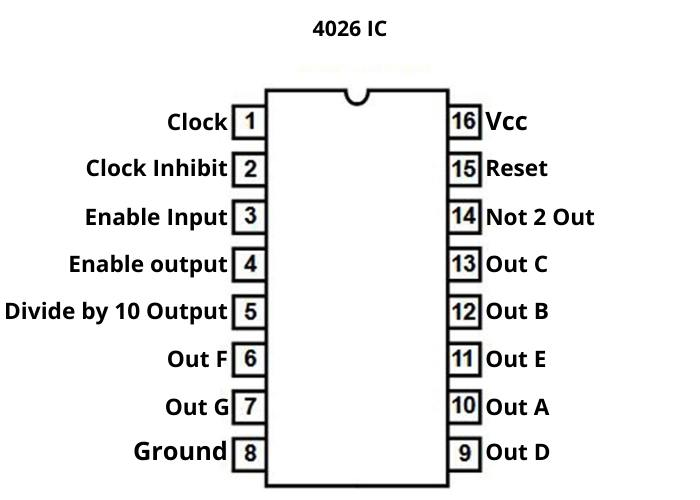 4026 IC
Clock 1 16 Vcc
Clock Inhibit 2 15 Reset
Enable Input 3 14 Not 2 Out
Enable output 4 13 Out C
Divide by 10 Output 5 12 Out B
Out F 6 11 Out E
Out G 7 10 Out A
Ground 8 9 Out D